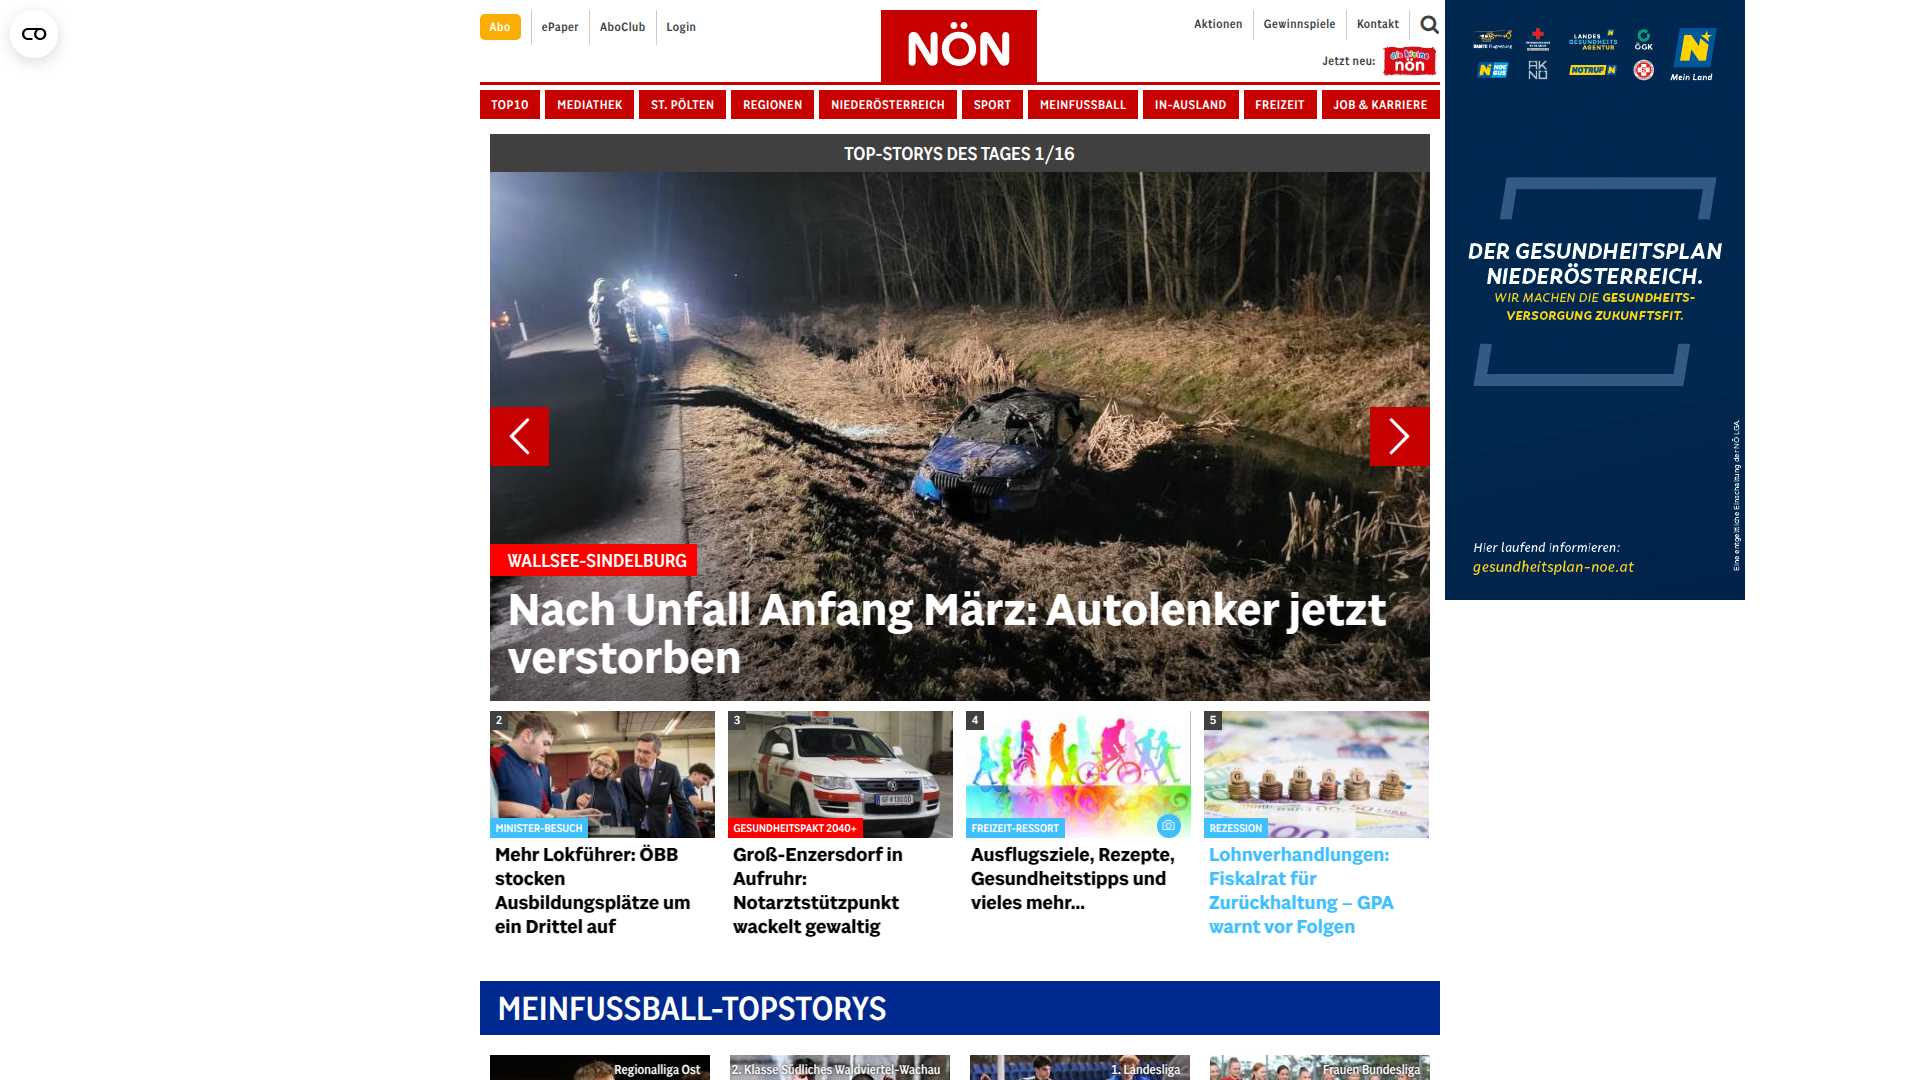 Abo
ePaper
AboClub
Login
NÖN
Aktionen
Gewinnspiele
Kontakt
Jetzt neu:
die kleine
nön
TOP10
MEDIATHEK
ST. PÖLTEN
REGIONEN
NIEDERÖSTERREICH
SPORT
MEINFUSSBALL
IN-AUSLAND
FREIZEIT
JOB & KARRIERE
TOP-STORYS DES TAGES 1/16
WALLSEE-SINDELBURG
Nach Unfall Anfang März: Autolenker jetzt
verstorben
2
MINISTER-BESUCH
Mehr Lokführer: ÖBB
stocken
Ausbildungsplätze um
ein Drittel auf
3
GESUNDHEITSPAKT 2040+
Groß-Enzersdorf in
Aufruhr:
Notarztstützpunkt
wackelt gewaltig
4
FREIZEIT-RESSORT
Ausflugsziele, Rezepte,
Gesundheitstipps und
vieles mehr...
5
GEHALT
REZESSION
Lohnverhandlungen:
Fiskalrat für
Zurückhaltung – GPA
warnt vor Folgen
MEINFUSSBALL-TOPSTORYS
Regionalliga Ost
2. Klasse Südliches Waldviertel-Wachau
1. Landesliga
Frauen Bundesliga
LANDES
GESUNDHEITS
AGENTUR
ÖGK
N
Mein Land
AK
NÖ
NOTRUF N
DER GESUNDHEITSPLAN
NIEDERÖSTERREICH.
WIR MACHEN DIE GESUNDHEITS-
VERSORGUNG ZUKUNFTSFIT.
Hier laufend informieren:
gesundheitsplan-noe.at
Eine entgeltliche Einschaltung der NÖ LGA.